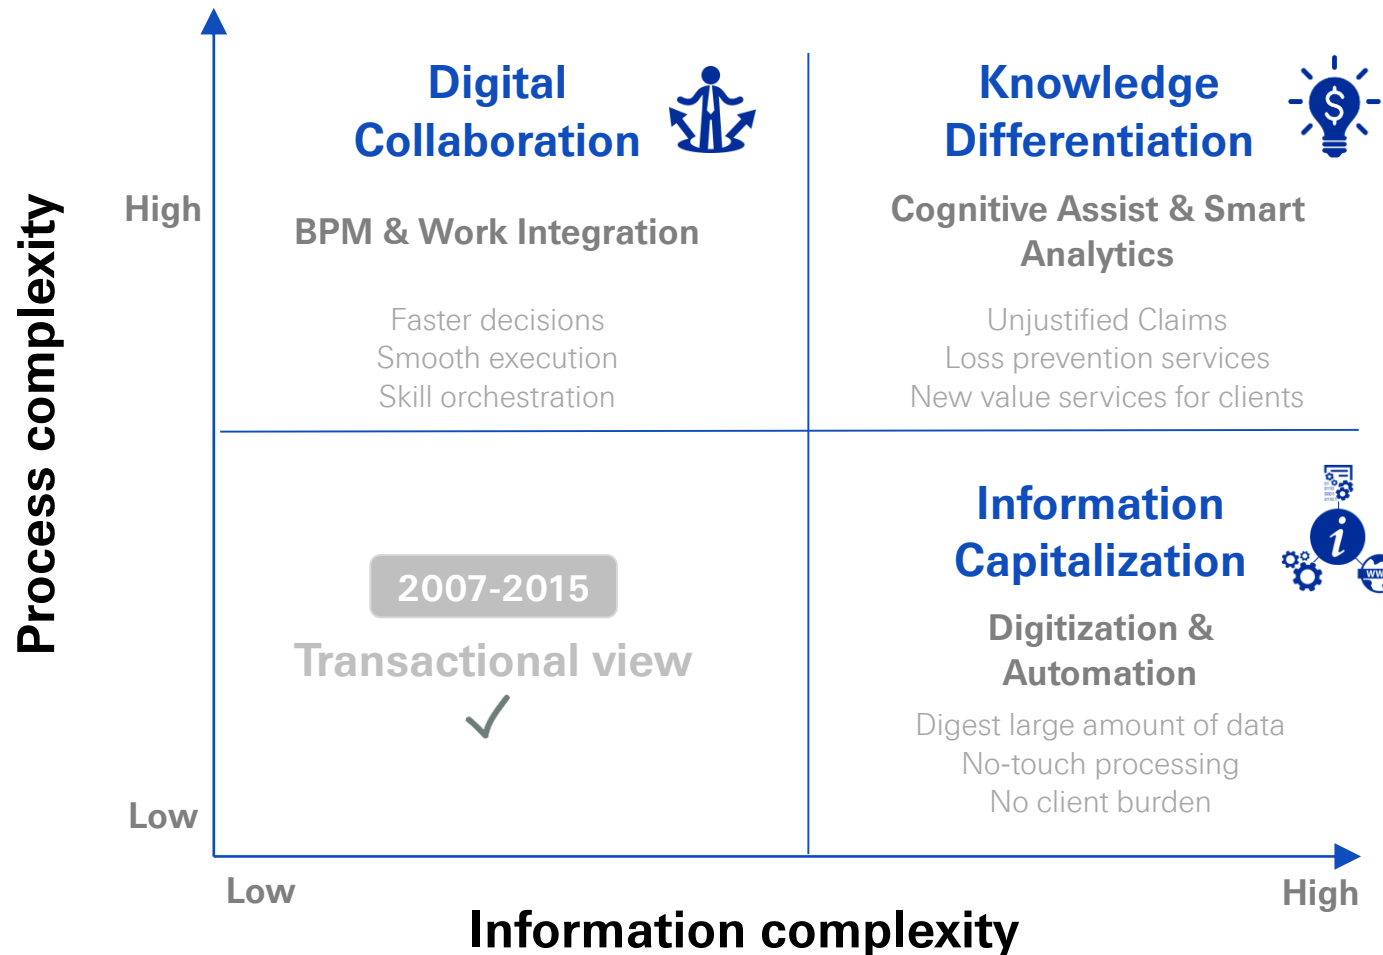 Digital
Collaboration
BPM & Work Integration
Faster decisions
Smooth execution
Skill orchestration
Knowledge
Differentiation
$
Cognitive Assist & Smart
Analytics
Unjustified Claims
Loss prevention services
New value services for clients
2007-2015
Transactional view
Information
Capitalization
i
Digitization &
Automation
Digest large amount of data
No-touch processing
No client burden
Process complexity
High
Low
Low
High
Information complexity